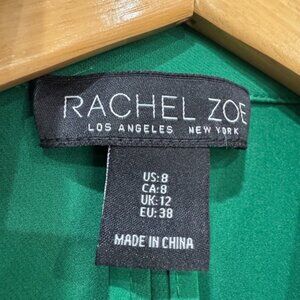 RACHEL ZOE
LOS ANGELES NEW YORK
US: 8
CA: 8
UK: 12
EU: 38
MADE IN CHINA